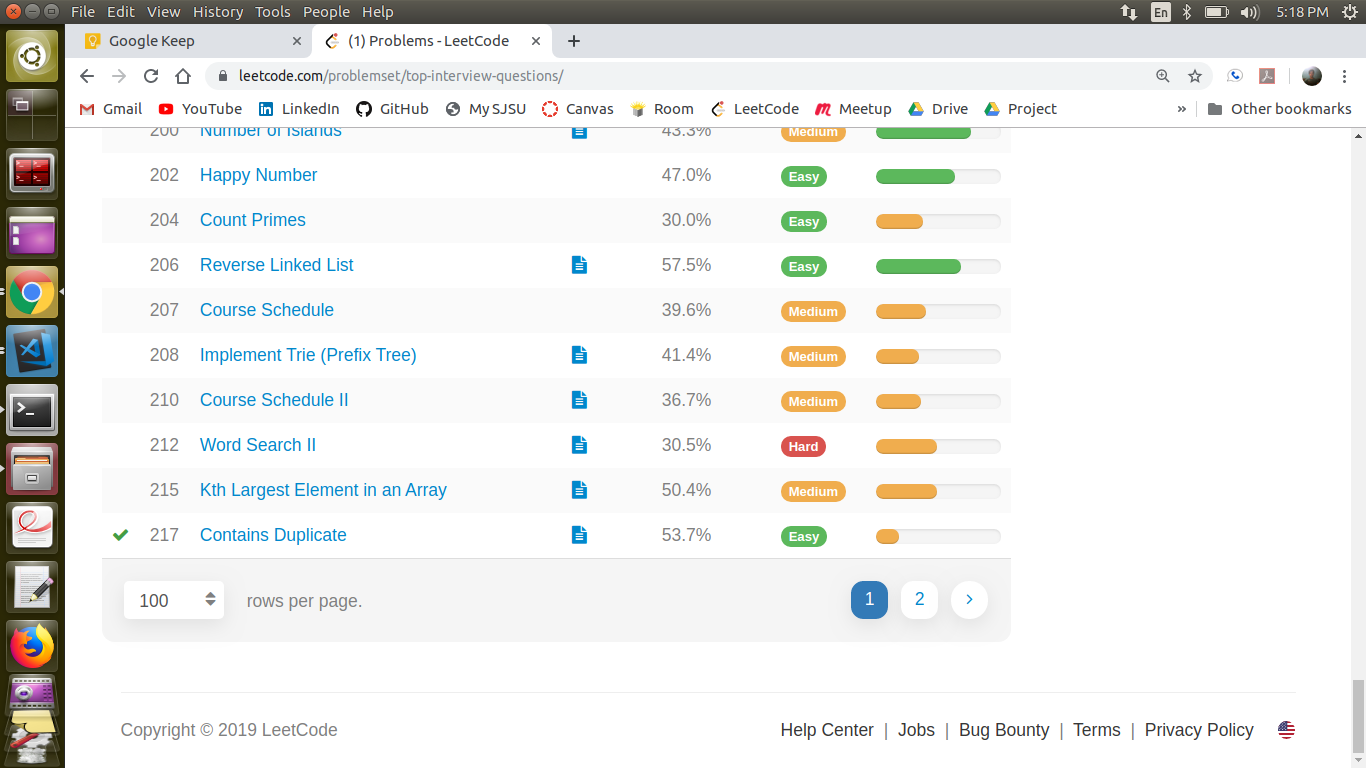 File Edit View History Tools People Help En 5:18 PM
Google Keep (1) Problems - LeetCode
leetcode.com/problemset/top-interview-questions/
Gmail YouTube LinkedIn GitHub My SJSU Canvas Room LeetCode Meetup Drive Project » Other bookmarks
200 Number of Islands 43.3% Medium
202 Happy Number 47.0% Easy
204 Count Primes 30.0% Easy
206 Reverse Linked List 57.5% Easy
207 Course Schedule 39.6% Medium
208 Implement Trie (Prefix Tree) 41.4% Medium
210 Course Schedule II 36.7% Medium
212 Word Search II 30.5% Hard
215 Kth Largest Element in an Array 50.4% Medium
217 Contains Duplicate 53.7% Easy
100 rows per page. 1 2
Copyright © 2019 LeetCode Help Center | Jobs | Bug Bounty | Terms | Privacy Policy